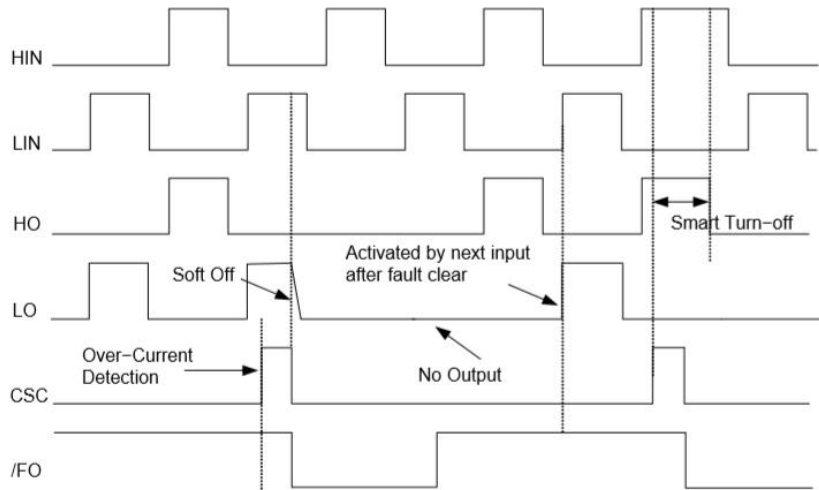 HIN
LIN
HO
Smart Turn-off
Activated by next input
after fault clear
Soft Off
LO
Over-Current
Detection
No Output
CSC
/FO